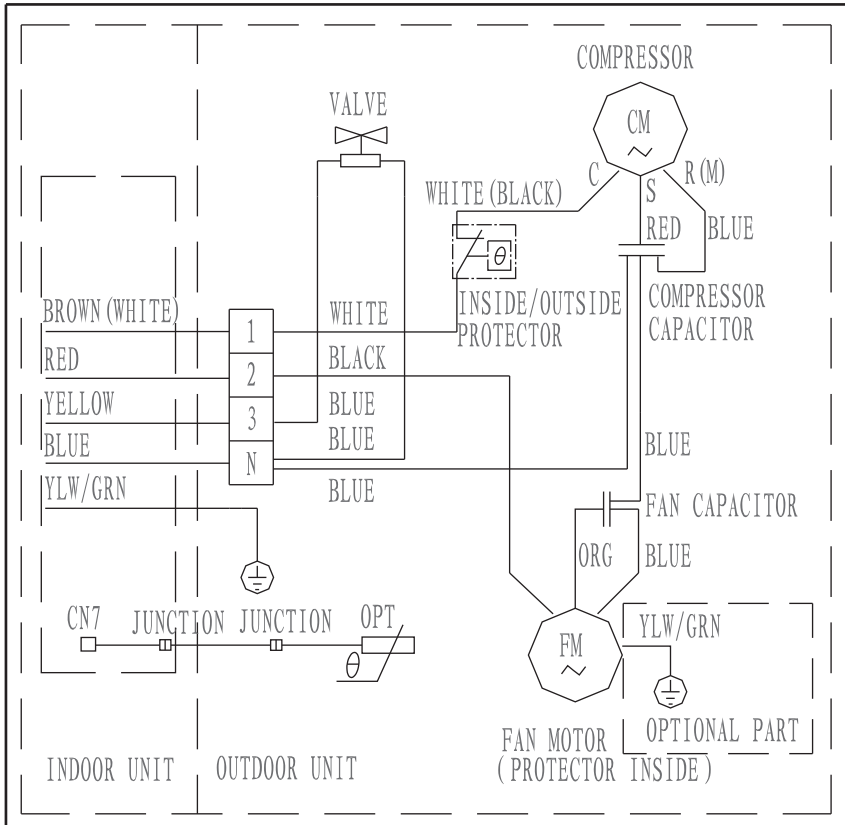 COMPRESSOR
VALVE
CM
C
S
R(M)
WHITE(BLACK)
RED
BLUE
θ
INSIDE/OUTSIDE
PROTECTOR
COMPRESSOR
CAPACITOR
BROWN(WHITE)
1
WHITE
RED
2
BLACK
YELLOW
3
BLUE
BLUE
N
BLUE
YLW/GRN
BLUE
BLUE
FAN CAPACITOR
ORG
BLUE
CN7
JUNCTION
JUNCTION
OPT
θ
FM
YLW/GRN
OPTIONAL PART
FAN MOTOR
(PROTECTOR INSIDE)
INDOOR UNIT
OUTDOOR UNIT